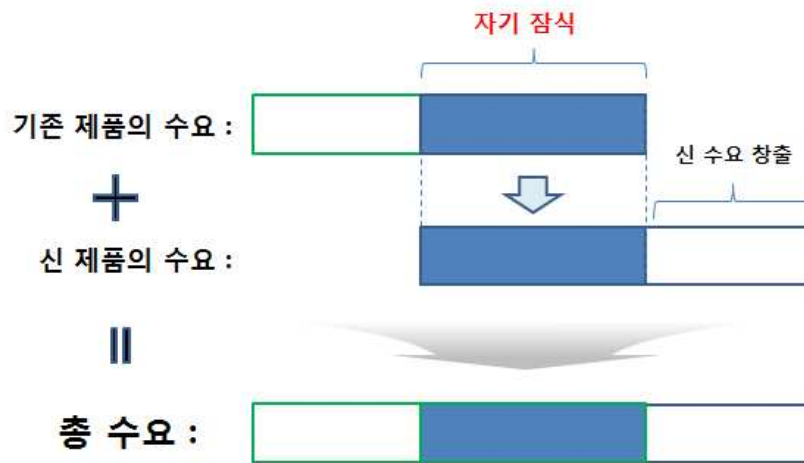 자기 잠식
기존 제품의 수요 :
신 수요 창출
+
신 제품의 수요 :
=
총 수요 :